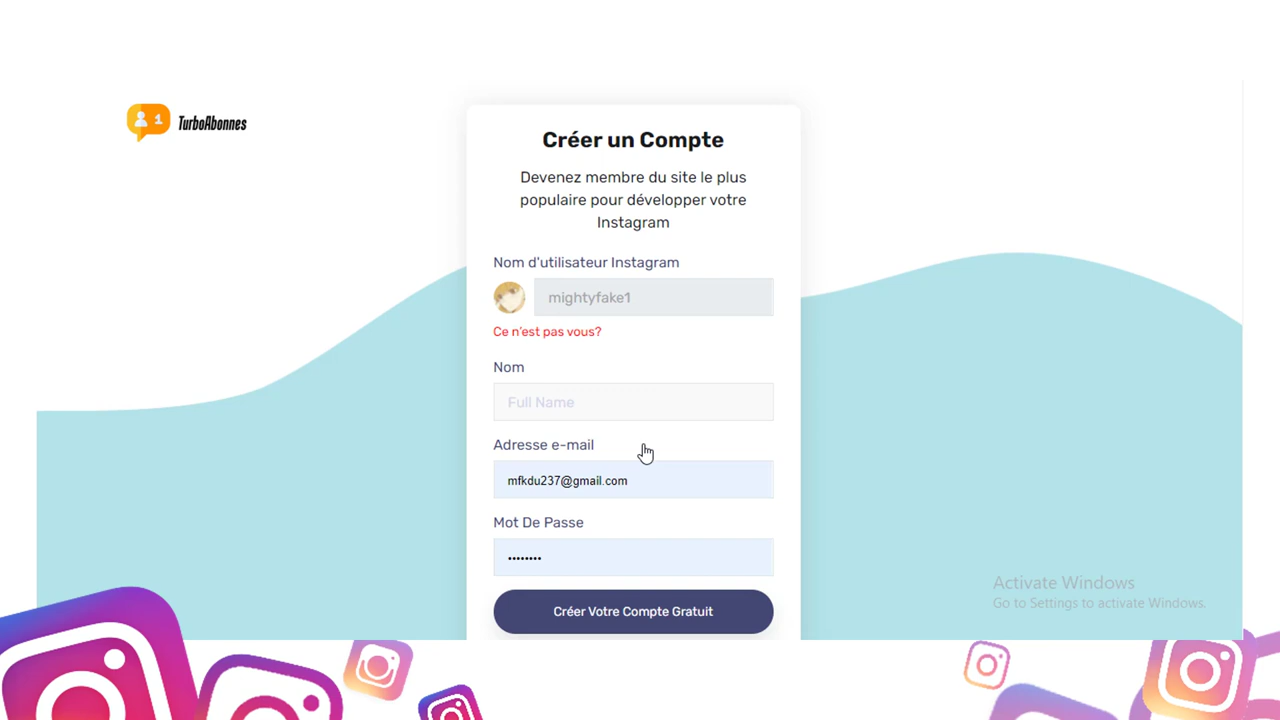 1
TurboAbonnes
Créer un Compte
Devenez membre du site le plus
populaire pour développer votre
Instagram
Nom d'utilisateur Instagram
mightyfake1
Ce n'est pas vous?
Nom
Full Name
Adresse e-mail
mfkdu237@gmail.com
Mot De Passe
••••••••
Créer Votre Compte Gratuit
Activate Windows
Go to Settings to activate Windows.